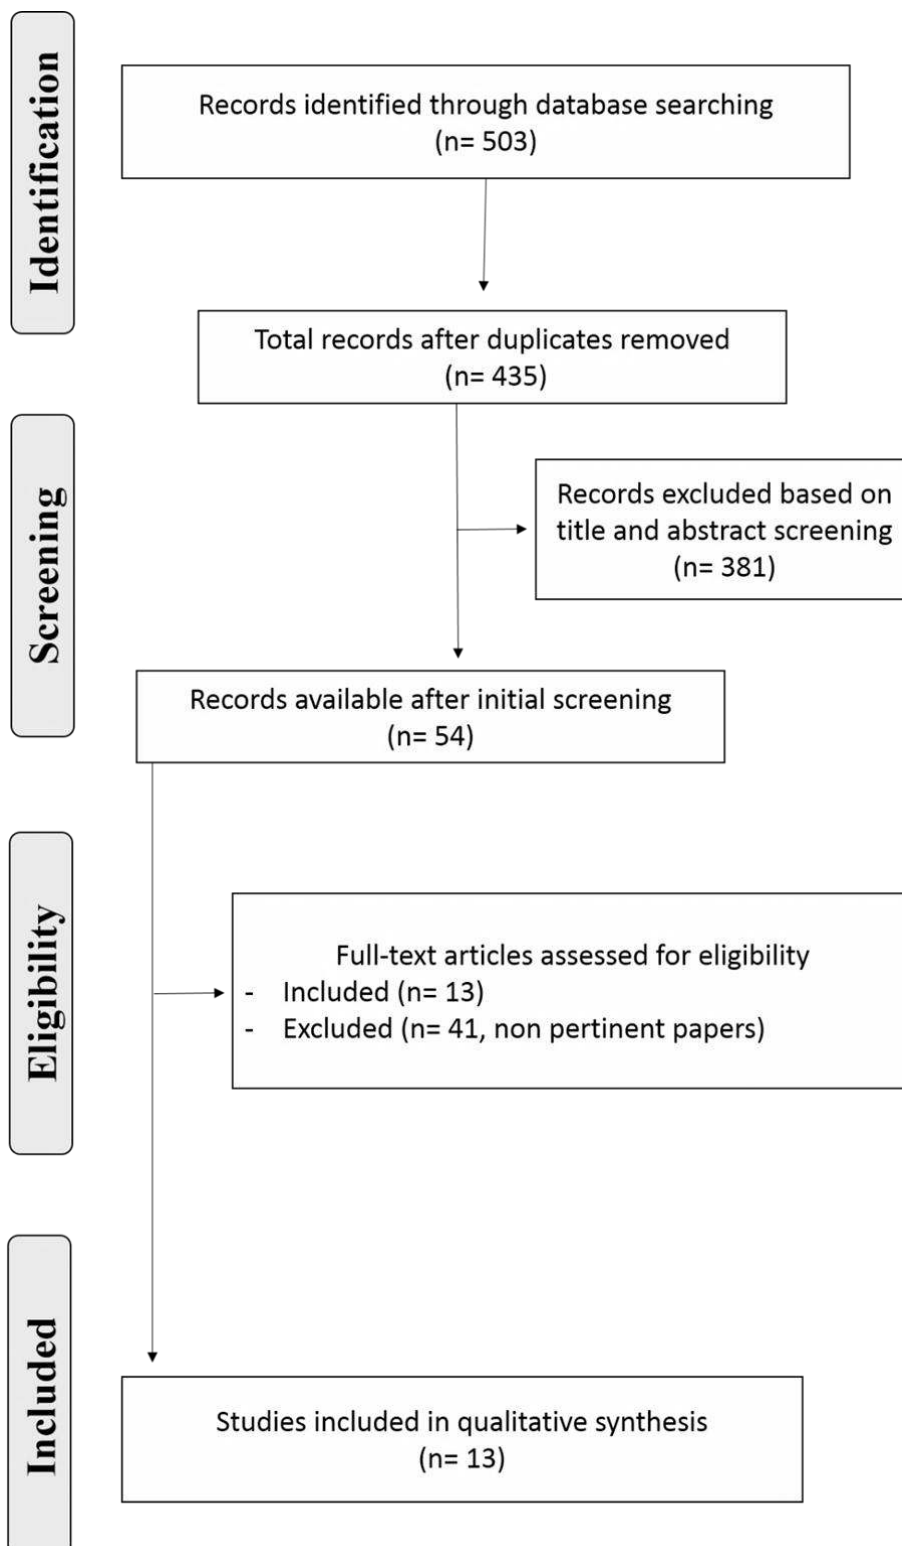 Identification
Records identified through database searching
(n= 503)
Total records after duplicates removed
(n= 435)
Screening
Records excluded based on
title and abstract screening
(n= 381)
Records available after initial screening
(n= 54)
Eligibility
Full-text articles assessed for eligibility
- Included (n= 13)
- Excluded (n= 41, non pertinent papers)
Included
Studies included in qualitative synthesis
(n= 13)